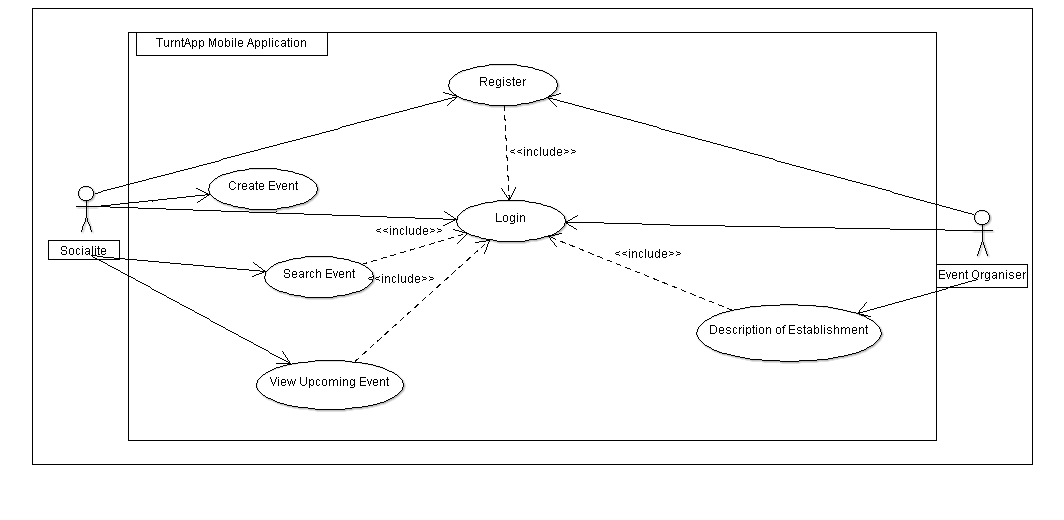 TurntApp Mobile Application
Register
<<include>>
Create Event
Login
<<include>>
Socialite
Search Event
<<include>>
<<include>>
Event Organiser
Description of Establishment
View Upcoming Event